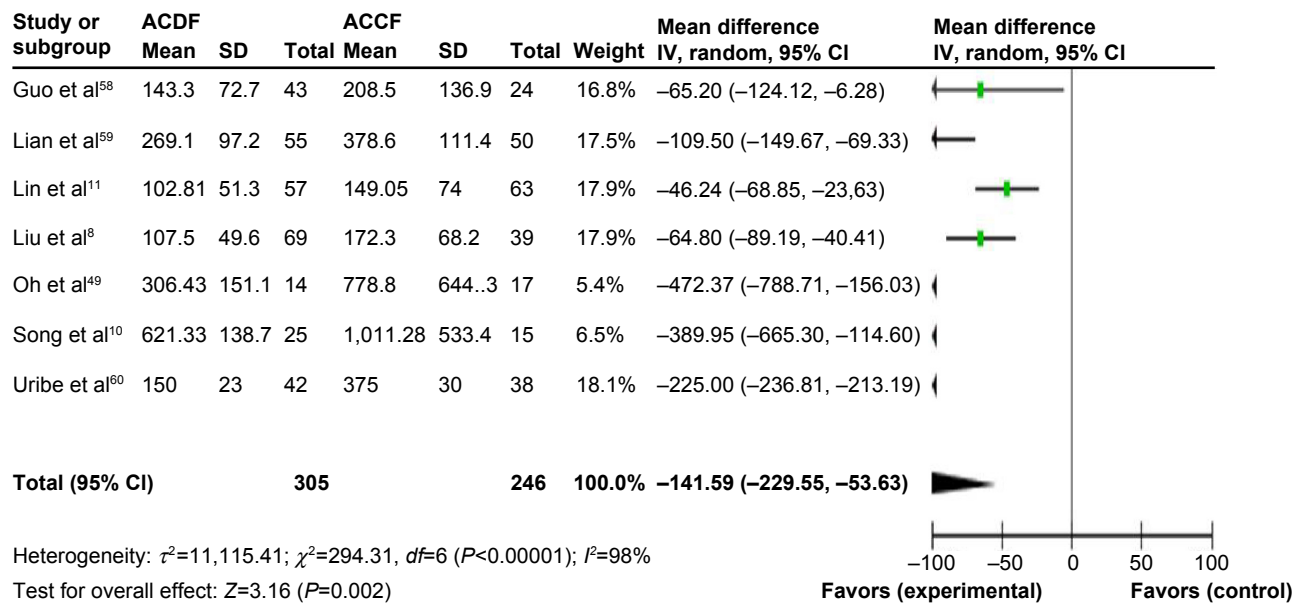 Study or subgroup ACDF ACCF Mean difference Mean difference
Mean SD Total Mean SD Total Weight IV, random, 95% CI IV, random, 95% CI
Guo et al⁵⁸ 143.3 72.7 43 208.5 136.9 24 16.8% –65.20 (–124.12, –6.28)
Lian et al⁵⁹ 269.1 97.2 55 378.6 111.4 50 17.5% –109.50 (–149.67, –69.33)
Lin et al¹¹ 102.81 51.3 57 149.05 74 63 17.9% –46.24 (–68.85, –23,63)
Liu et al⁸ 107.5 49.6 69 172.3 68.2 39 17.9% –64.80 (–89.19, –40.41)
Oh et al⁴⁹ 306.43 151.1 14 778.8 644..3 17 5.4% –472.37 (–788.71, –156.03)
Song et al¹⁰ 621.33 138.7 25 1,011.28 533.4 15 6.5% –389.95 (–665.30, –114.60)
Uribe et al⁶⁰ 150 23 42 375 30 38 18.1% –225.00 (–236.81, –213.19)
Total (95% CI) 305 246 100.0% –141.59 (–229.55, –53.63)
Heterogeneity: τ²=11,115.41; χ²=294.31, df=6 (P<0.00001); I²=98%
Test for overall effect: Z=3.16 (P=0.002)
–100 –50 0 50 100
Favors (experimental) Favors (control)